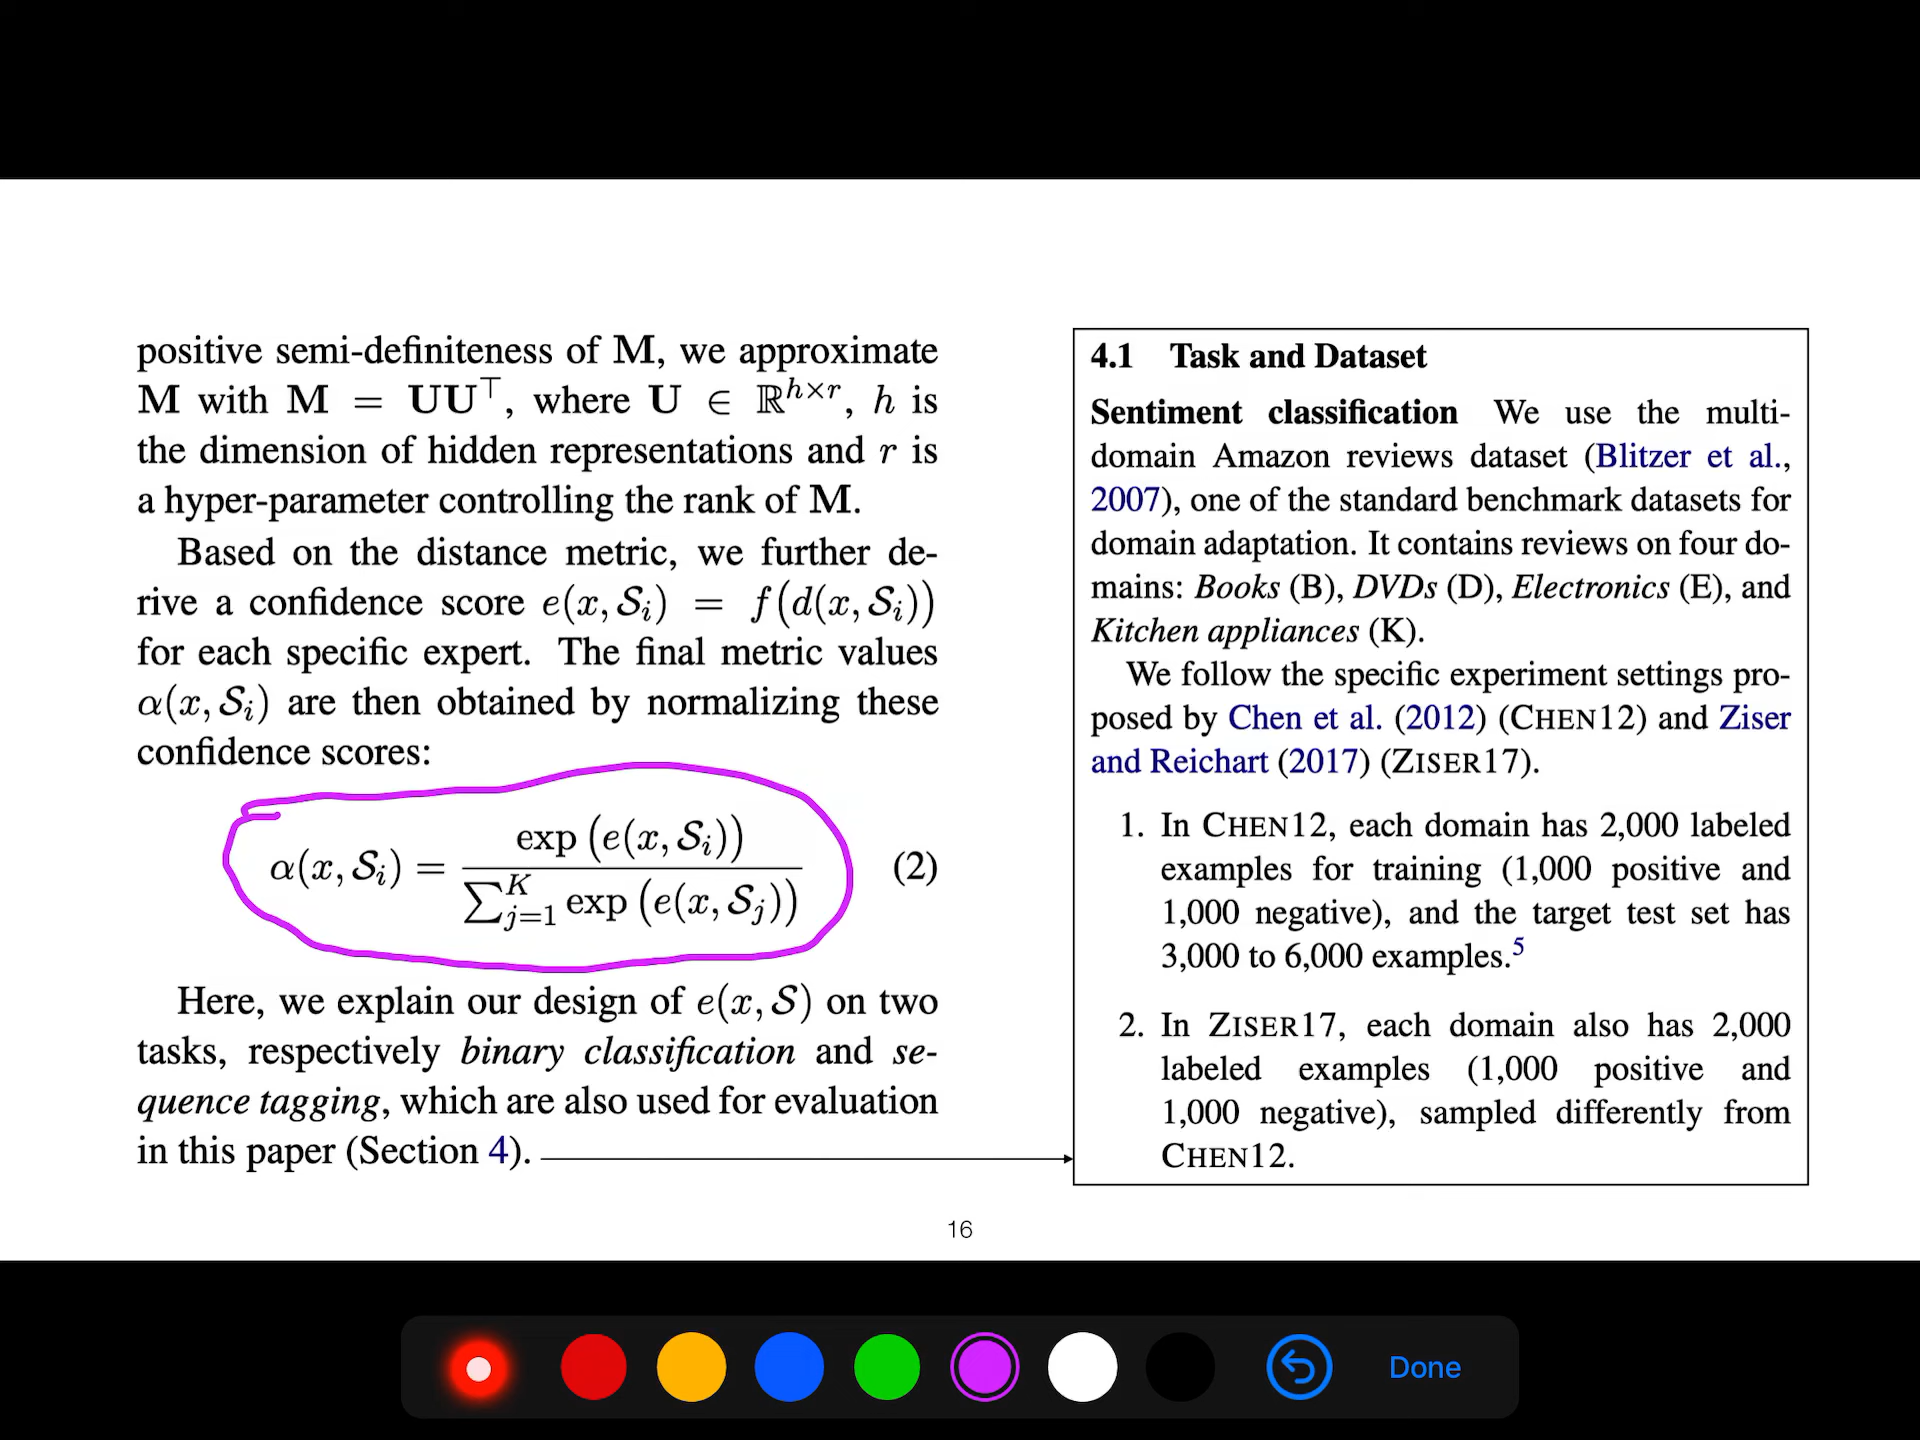 positive semi-definiteness of M, we approximate
M with M = UU⊤, where U ∈ ℝʰˣʳ, h is
the dimension of hidden representations and r is
a hyper-parameter controlling the rank of M.
Based on the distance metric, we further de-
rive a confidence score e(x, 𝒮ᵢ) = f(d(x, 𝒮ᵢ))
for each specific expert. The final metric values
α(x, 𝒮ᵢ) are then obtained by normalizing these
confidence scores:
α(x, 𝒮ᵢ) = exp (e(x, 𝒮ᵢ)) / ∑ᴷⱼ₌₁ exp (e(x, 𝒮ⱼ)) (2)
Here, we explain our design of e(x, 𝒮) on two
tasks, respectively binary classification and se-
quence tagging, which are also used for evaluation
in this paper (Section 4).
4.1 Task and Dataset
Sentiment classification We use the multi-
domain Amazon reviews dataset (Blitzer et al.,
2007), one of the standard benchmark datasets for
domain adaptation. It contains reviews on four do-
mains: Books (B), DVDs (D), Electronics (E), and
Kitchen appliances (K).
We follow the specific experiment settings pro-
posed by Chen et al. (2012) (CHEN12) and Ziser
and Reichart (2017) (ZISER17).
1. In CHEN12, each domain has 2,000 labeled
examples for training (1,000 positive and
1,000 negative), and the target test set has
3,000 to 6,000 examples.⁵
2. In ZISER17, each domain also has 2,000
labeled examples (1,000 positive and
1,000 negative), sampled differently from
CHEN12.
16
Done